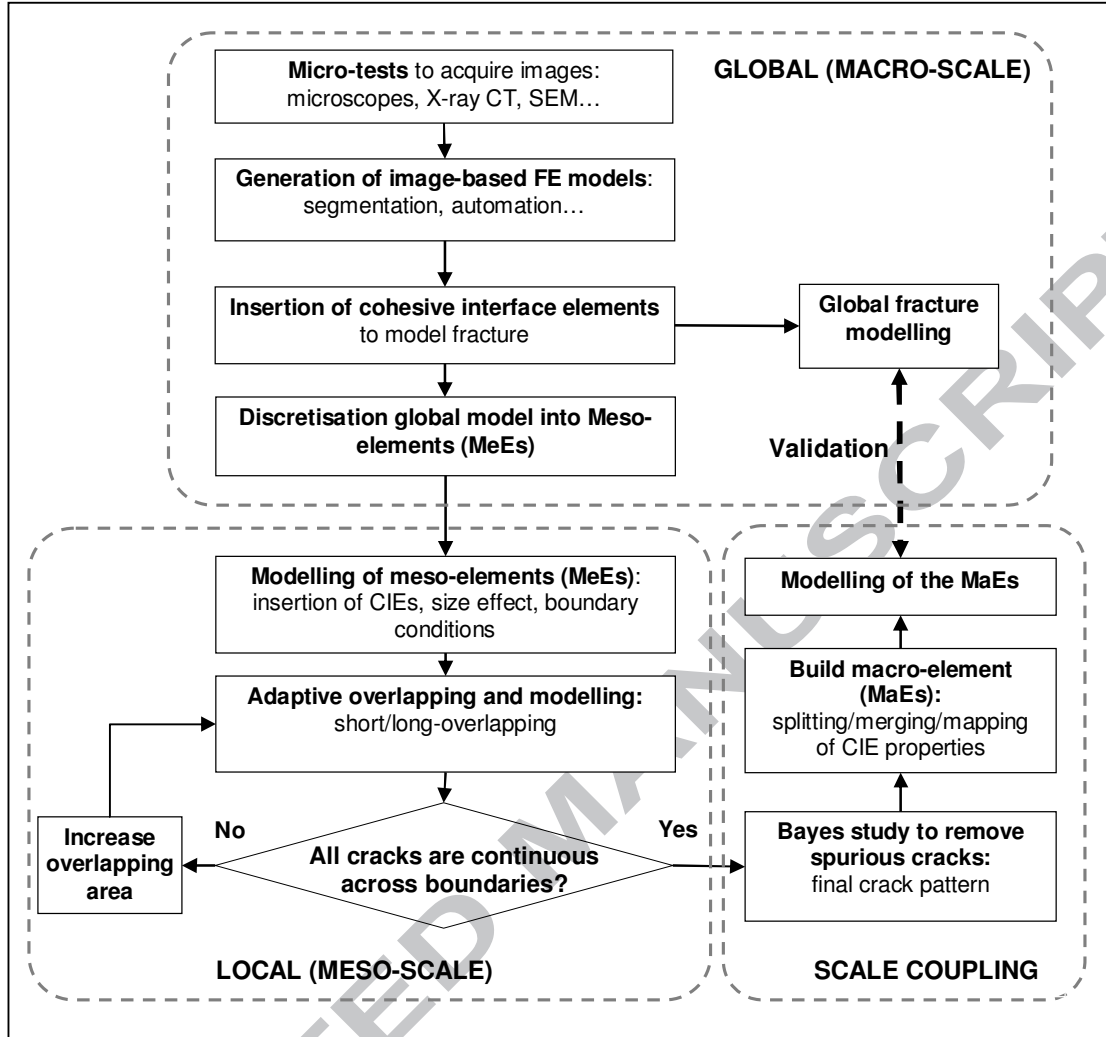 GLOBAL (MACRO-SCALE)
Micro-tests to acquire images:
microscopes, X-ray CT, SEM…
Generation of image-based FE models:
segmentation, automation…
Insertion of cohesive interface elements
to model fracture
Global fracture
modelling
Discretisation global model into Meso-
elements (MeEs)
Validation
Modelling of meso-elements (MeEs):
insertion of CIEs, size effect, boundary
conditions
Adaptive overlapping and modelling:
short/long-overlapping
All cracks are continuous
across boundaries?
No
Yes
Increase
overlapping
area
LOCAL (MESO-SCALE)
Modelling of the MaEs
Build macro-element
(MaEs):
splitting/merging/mapping
of CIE properties
Bayes study to remove
spurious cracks:
final crack pattern
SCALE COUPLING
TED MANUSCRIP